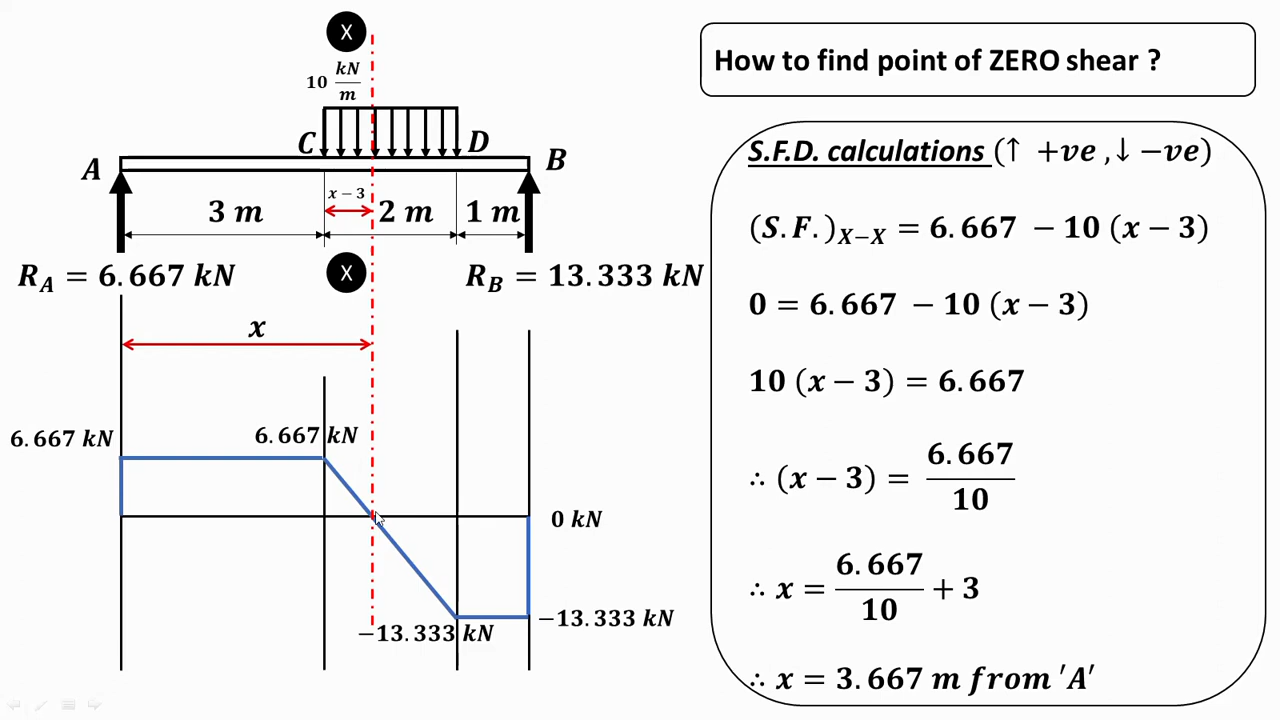 X
10 kN/m
C
D
A
B
x − 3
3 m
2 m
1 m
R_A = 6.667 kN
X
R_B = 13.333 kN
x
6.667 kN
6.667 kN
0 kN
−13.333 kN
−13.333 kN
How to find point of ZERO shear ?
S.F.D. calculations (↑ +ve ,↓ −ve)
(S.F.)_X−X = 6.667 − 10 (x − 3)
0 = 6.667 − 10 (x − 3)
10 (x − 3) = 6.667
∴ (x − 3) = 6.667/10
∴ x = 6.667/10 + 3
∴ x = 3.667 m from 'A'